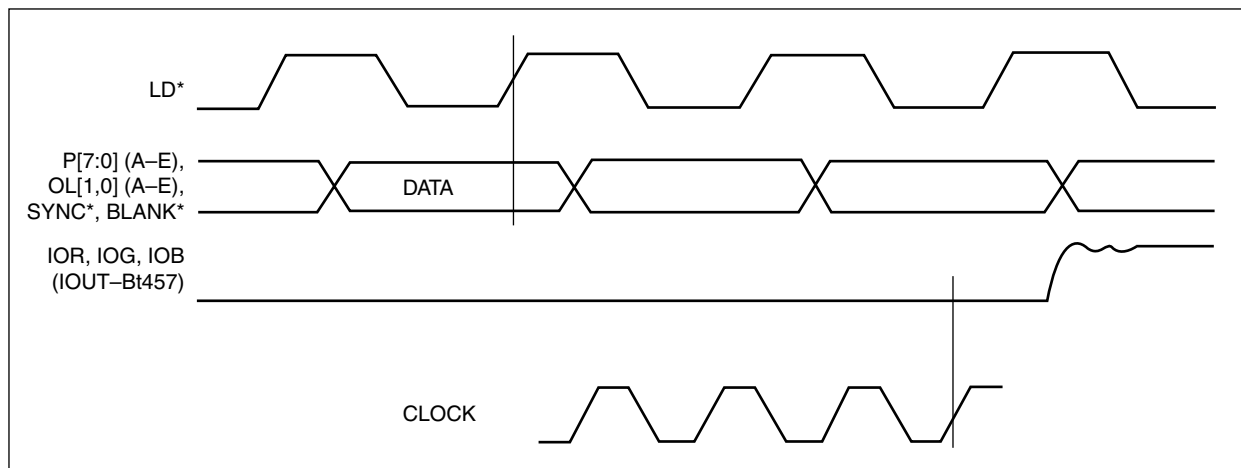 LD*
P[7:0] (A–E),
OL[1,0] (A–E),
SYNC*, BLANK*
DATA
IOR, IOG, IOB
(IOUT–Bt457)
CLOCK